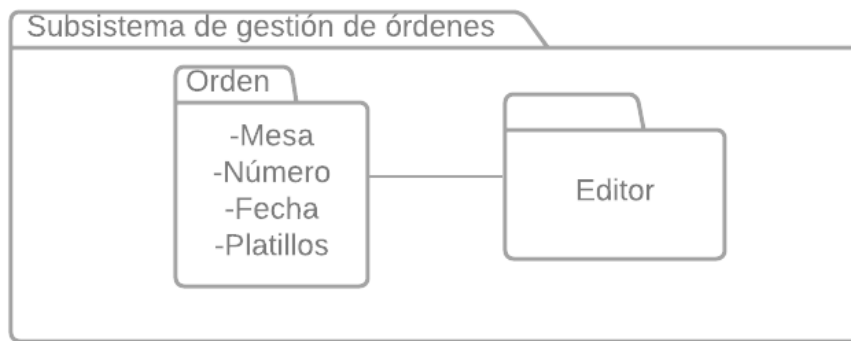 Subsistema de gestión de órdenes
Orden
-Mesa
-Número
-Fecha
-Platillos
Editor